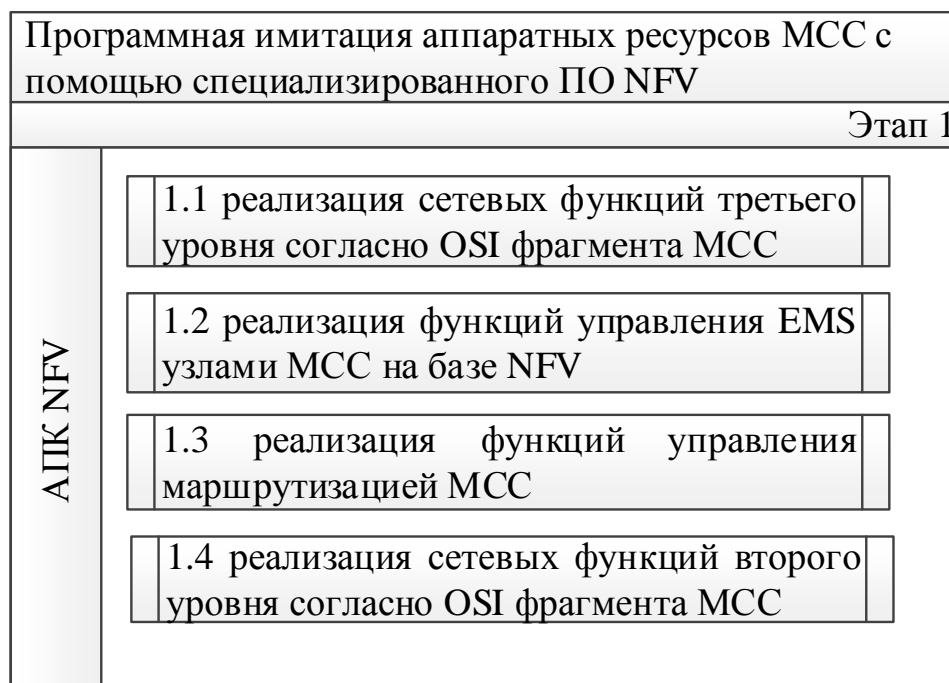 Программная имитация аппаратных ресурсов МСС с
помощью специализированного ПО NFV
Этап 1
АПК NFV
1.1 реализация сетевых функций третьего
уровня согласно OSI фрагмента МСС
1.2 реализация функций управления EMS
узлами МСС на базе NFV
1.3 реализация функций управления
маршрутизацией МСС
1.4 реализация сетевых функций второго
уровня согласно OSI фрагмента МСС